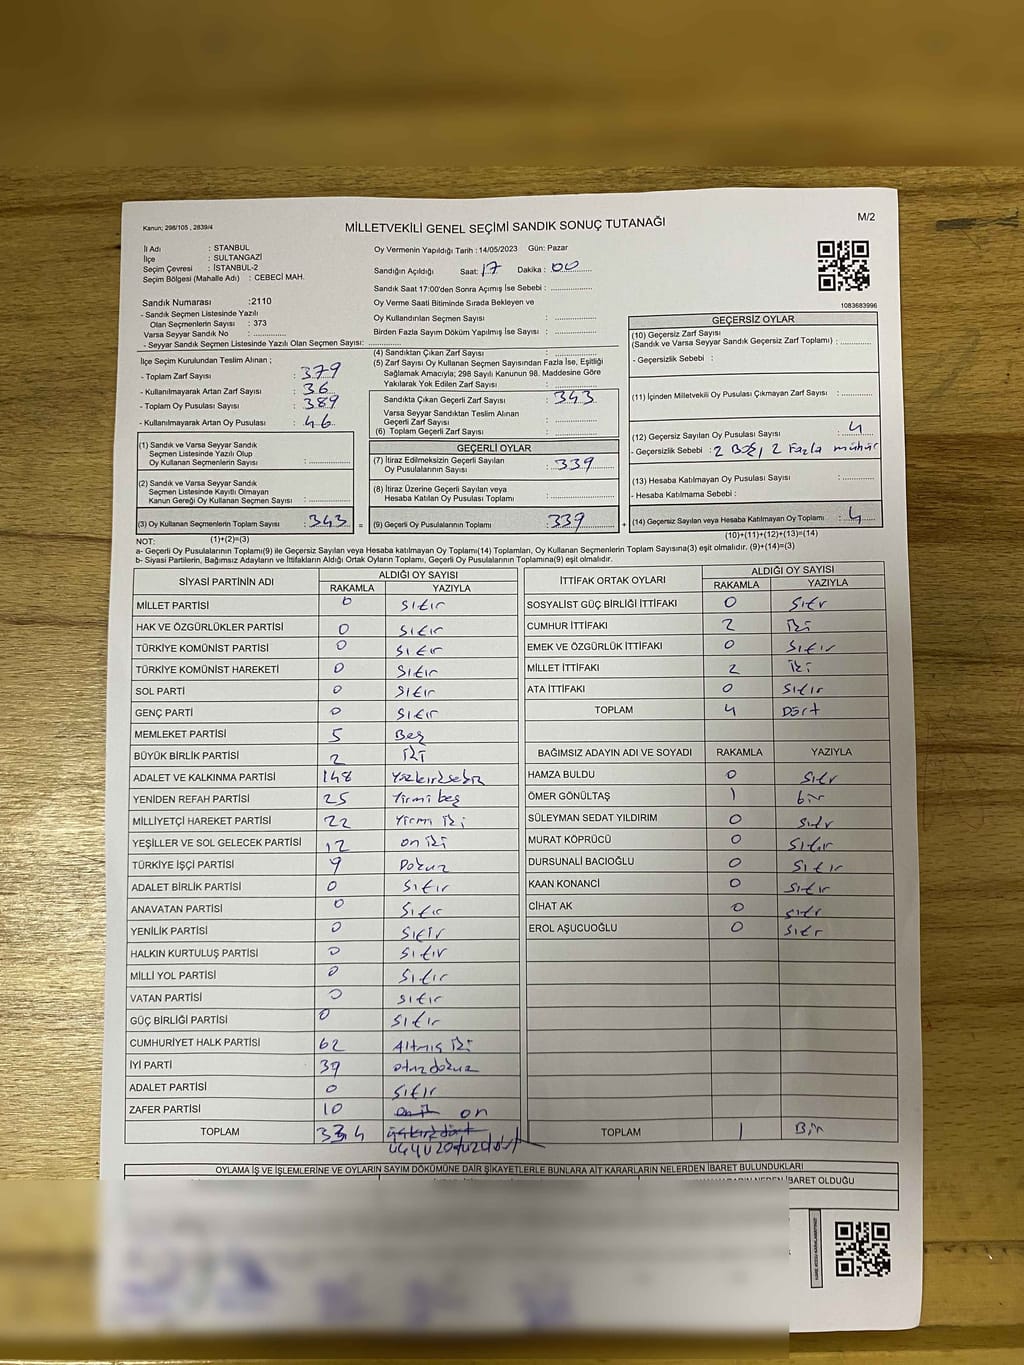 Kanun; 298/105 , 2839/4
MİLLETVEKİLİ GENEL SEÇİMİ SANDIK SONUÇ TUTANAĞI
M/2
İl Adı : STANBUL
İlçe : SULTANGAZİ
Seçim Çevresi : İSTANBUL-2
Seçim Bölgesi (Mahalle Adı) : CEBECİ MAH.
Sandık Numarası :2110
- Sandık Seçmen Listesinde Yazılı
Olan Seçmenlerin Sayısı : 373
Varsa Seyyar Sandık No :
- Seyyar Sandık Seçmen Listesinde Yazılı Olan Seçmen Sayısı:
İlçe Seçim Kurulundan Teslim Alınan ;
- Toplam Zarf Sayısı : 379
- Kullanılmayarak Artan Zarf Sayısı : 36
- Toplam Oy Pusulası Sayısı : 389
- Kullanılmayarak Artan Oy Pusulası : 46
(1) Sandık ve Varsa Seyyar Sandık
Seçmen Listesinde Yazılı Olup
Oy Kullanan Seçmenlerin Sayısı :
(2) Sandık ve Varsa Seyyar Sandık
Seçmen Listesinde Kayıtlı Olmayan
Kanun Gereği Oy Kullanan Seçmen Sayısı :
(3) Oy Kullanan Seçmenlerin Toplam Sayısı : 343 =
Oy Vermenin Yapıldığı Tarih : 14/05/2023 Gün: Pazar
Sandığın Açıldığı Saat: 17 Dakika : 00
Sandık Saat 17:00'den Sonra Açımış İse Sebebi :
Oy Verme Saati Bitiminde Sırada Bekleyen ve
Oy Kullandırılan Seçmen Sayısı :
Birden Fazla Sayım Döküm Yapılmış İse Sayısı :
(4) Sandıktan Çıkan Zarf Sayısı :
(5) Zarf Sayısı Oy Kullanan Seçmen Sayısından Fazla İse, Eşitliği
Sağlamak Amacıyla; 298 Sayılı Kanunun 98. Maddesine Göre
Yakılarak Yok Edilen Zarf Sayısı :
Sandıkta Çıkan Geçerli Zarf Sayısı : 343
Varsa Seyyar Sandıktan Teslim Alınan
Geçerli Zarf Sayısı :
(6) Toplam Geçerli Zarf Sayısı :
GEÇERLİ OYLAR
(7) İtiraz Edilmeksizin Geçerli Sayılan
Oy Pusulalarının Sayısı : 339
(8) İtiraz Üzerine Geçerli Sayılan veya
Hesaba Katılan Oy Pusulası Toplamı :
(9) Geçerli Oy Pusulalarının Toplamı : 339 +
1083683996
GEÇERSİZ OYLAR
(10) Geçersiz Zarf Sayısı
(Sandık ve Varsa Seyyar Sandık Geçersiz Zarf Toplamı) :
- Geçersizlik Sebebi :
(11) İçinden Milletvekili Oy Pusulası Çıkmayan Zarf Sayısı :
(12) Geçersiz Sayılan Oy Pusulası Sayısı : 4
- Geçersizlik Sebebi : 2 Boş, 2 Fazla mühür
(13) Hesaba Katılmayan Oy Pusulası Sayısı :
- Hesaba Katılmama Sebebi :
(14) Geçersiz Sayılan veya Hesaba Katılmayan Oy Toplamı : 4
NOT: (1)+(2)=(3)
(10)+(11)+(12)+(13)=(14)
a- Geçerli Oy Pusulalarının Toplamı(9) ile Geçersiz Sayılan veya Hesaba katılmayan Oy Toplamı(14) Toplamları, Oy Kullanan Seçmenlerin Toplam Sayısına(3) eşit olmalıdır. (9)+(14)=(3)
b- Siyasi Partilerin, Bağımsız Adayların ve İttifakların Aldığı Ortak Oyların Toplamı, Geçerli Oy Pusulalarının Toplamına(9) eşit olmalıdır.
SİYASİ PARTİNİN ADI
ALDIĞI OY SAYISI
RAKAMLA YAZIYLA
MİLLET PARTİSİ 0 sıfır
HAK VE ÖZGÜRLÜKLER PARTİSİ 0 sıfır
TÜRKİYE KOMÜNİST PARTİSİ 0 sıfır
TÜRKİYE KOMÜNİST HAREKETİ 0 sıfır
SOL PARTİ 0 sıfır
GENÇ PARTİ 0 sıfır
MEMLEKET PARTİSİ 5 Beş
BÜYÜK BİRLİK PARTİSİ 2 iki
ADALET VE KALKINMA PARTİSİ 148 Yüzkırksekiz
YENİDEN REFAH PARTİSİ 25 Yirmi beş
MİLLİYETÇİ HAREKET PARTİSİ 22 Yirmi iki
YEŞİLLER VE SOL GELECEK PARTİSİ 12 on iki
TÜRKİYE İŞÇİ PARTİSİ 9 Dokuz
ADALET BİRLİK PARTİSİ 0 sıfır
ANAVATAN PARTİSİ 0 sıfır
YENİLİK PARTİSİ 0 sıfır
HALKIN KURTULUŞ PARTİSİ 0 sıfır
MİLLİ YOL PARTİSİ 0 sıfır
VATAN PARTİSİ 0 sıfır
GÜÇ BİRLİĞİ PARTİSİ 0 sıfır
CUMHURİYET HALK PARTİSİ 62 Altmış iki
İYİ PARTİ 39 otuzdokuz
ADALET PARTİSİ 0 sıfır
ZAFER PARTİSİ 10 on
TOPLAM 334 üçyüzotuzdört
İTTİFAK ORTAK OYLARI
ALDIĞI OY SAYISI
RAKAMLA YAZIYLA
SOSYALİST GÜÇ BİRLİĞİ İTTİFAKI 0 sıfır
CUMHUR İTTİFAKI 2 iki
EMEK VE ÖZGÜRLÜK İTTİFAKI 0 sıfır
MİLLET İTTİFAKI 2 iki
ATA İTTİFAKI 0 sıfır
TOPLAM 4 Dört
BAĞIMSIZ ADAYIN ADI VE SOYADI RAKAMLA YAZIYLA
HAMZA BULDU 0 sıfır
ÖMER GÖNÜLTAŞ 1 bir
SÜLEYMAN SEDAT YILDIRIM 0 sıfır
MURAT KÖPRÜCÜ 0 sıfır
DURSUNALİ BACIOĞLU 0 sıfır
KAAN KONANCİ 0 sıfır
CİHAT AK 0 sıfır
EROL AŞUCUOĞLU 0 sıfır
TOPLAM 1 Bir
OYLAMA İŞ VE İŞLEMLERİNE VE OYLARIN SAYIM DÖKÜMÜNE DAİR ŞİKAYETLERLE BUNLARA AİT KARARLARIN NELERDEN İBARET BULUNDUKLARI
İBARET OLDUĞU